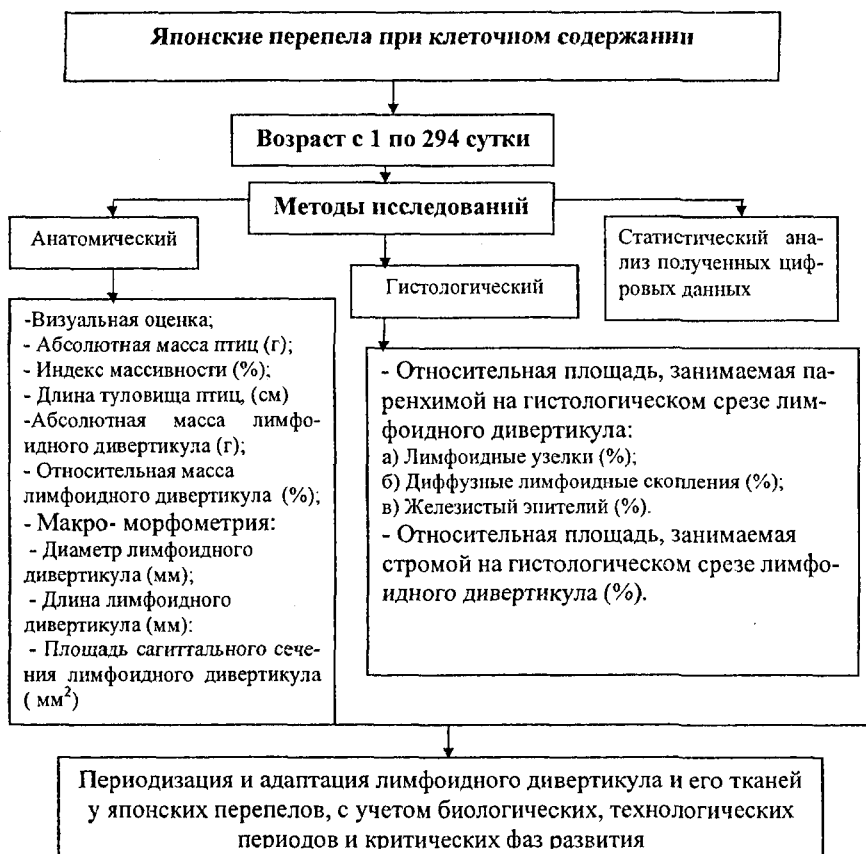 Японские перепела при клеточном содержании
Возраст с 1 по 294 сутки
Методы исследований
Анатомический
Гистологический
Статистический ана-
лиз полученных циф-
ровых данных
-Визуальная оценка;
- Абсолютная масса птиц (г);
- Индекс массивности (%);
- Длина туловища птиц, (см)
-Абсолютная масса лимфо-
идного дивертикула (г);
- Относительная масса
лимфоидного дивертикула (%);
- Макро- морфометрия:
- Диаметр лимфоидного
дивертикула (мм);
- Длина лимфоидного
дивертикула (мм):
- Площадь сагиттального сече-
ния лимфоидного дивертикула
( мм²)
- Относительная площадь, занимаемая па-
ренхимой на гистологическом срезе лим-
фоидного дивертикула:
а) Лимфоидные узелки (%);
б) Диффузные лимфоидные скопления (%);
в) Железистый эпителий (%).
- Относительная площадь, занимаемая
стромой на гистологическом срезе лимфо-
идного дивертикула (%).
Периодизация и адаптация лимфоидного дивертикула и его тканей
у японских перепелов, с учетом биологических, технологических
периодов и критических фаз развития